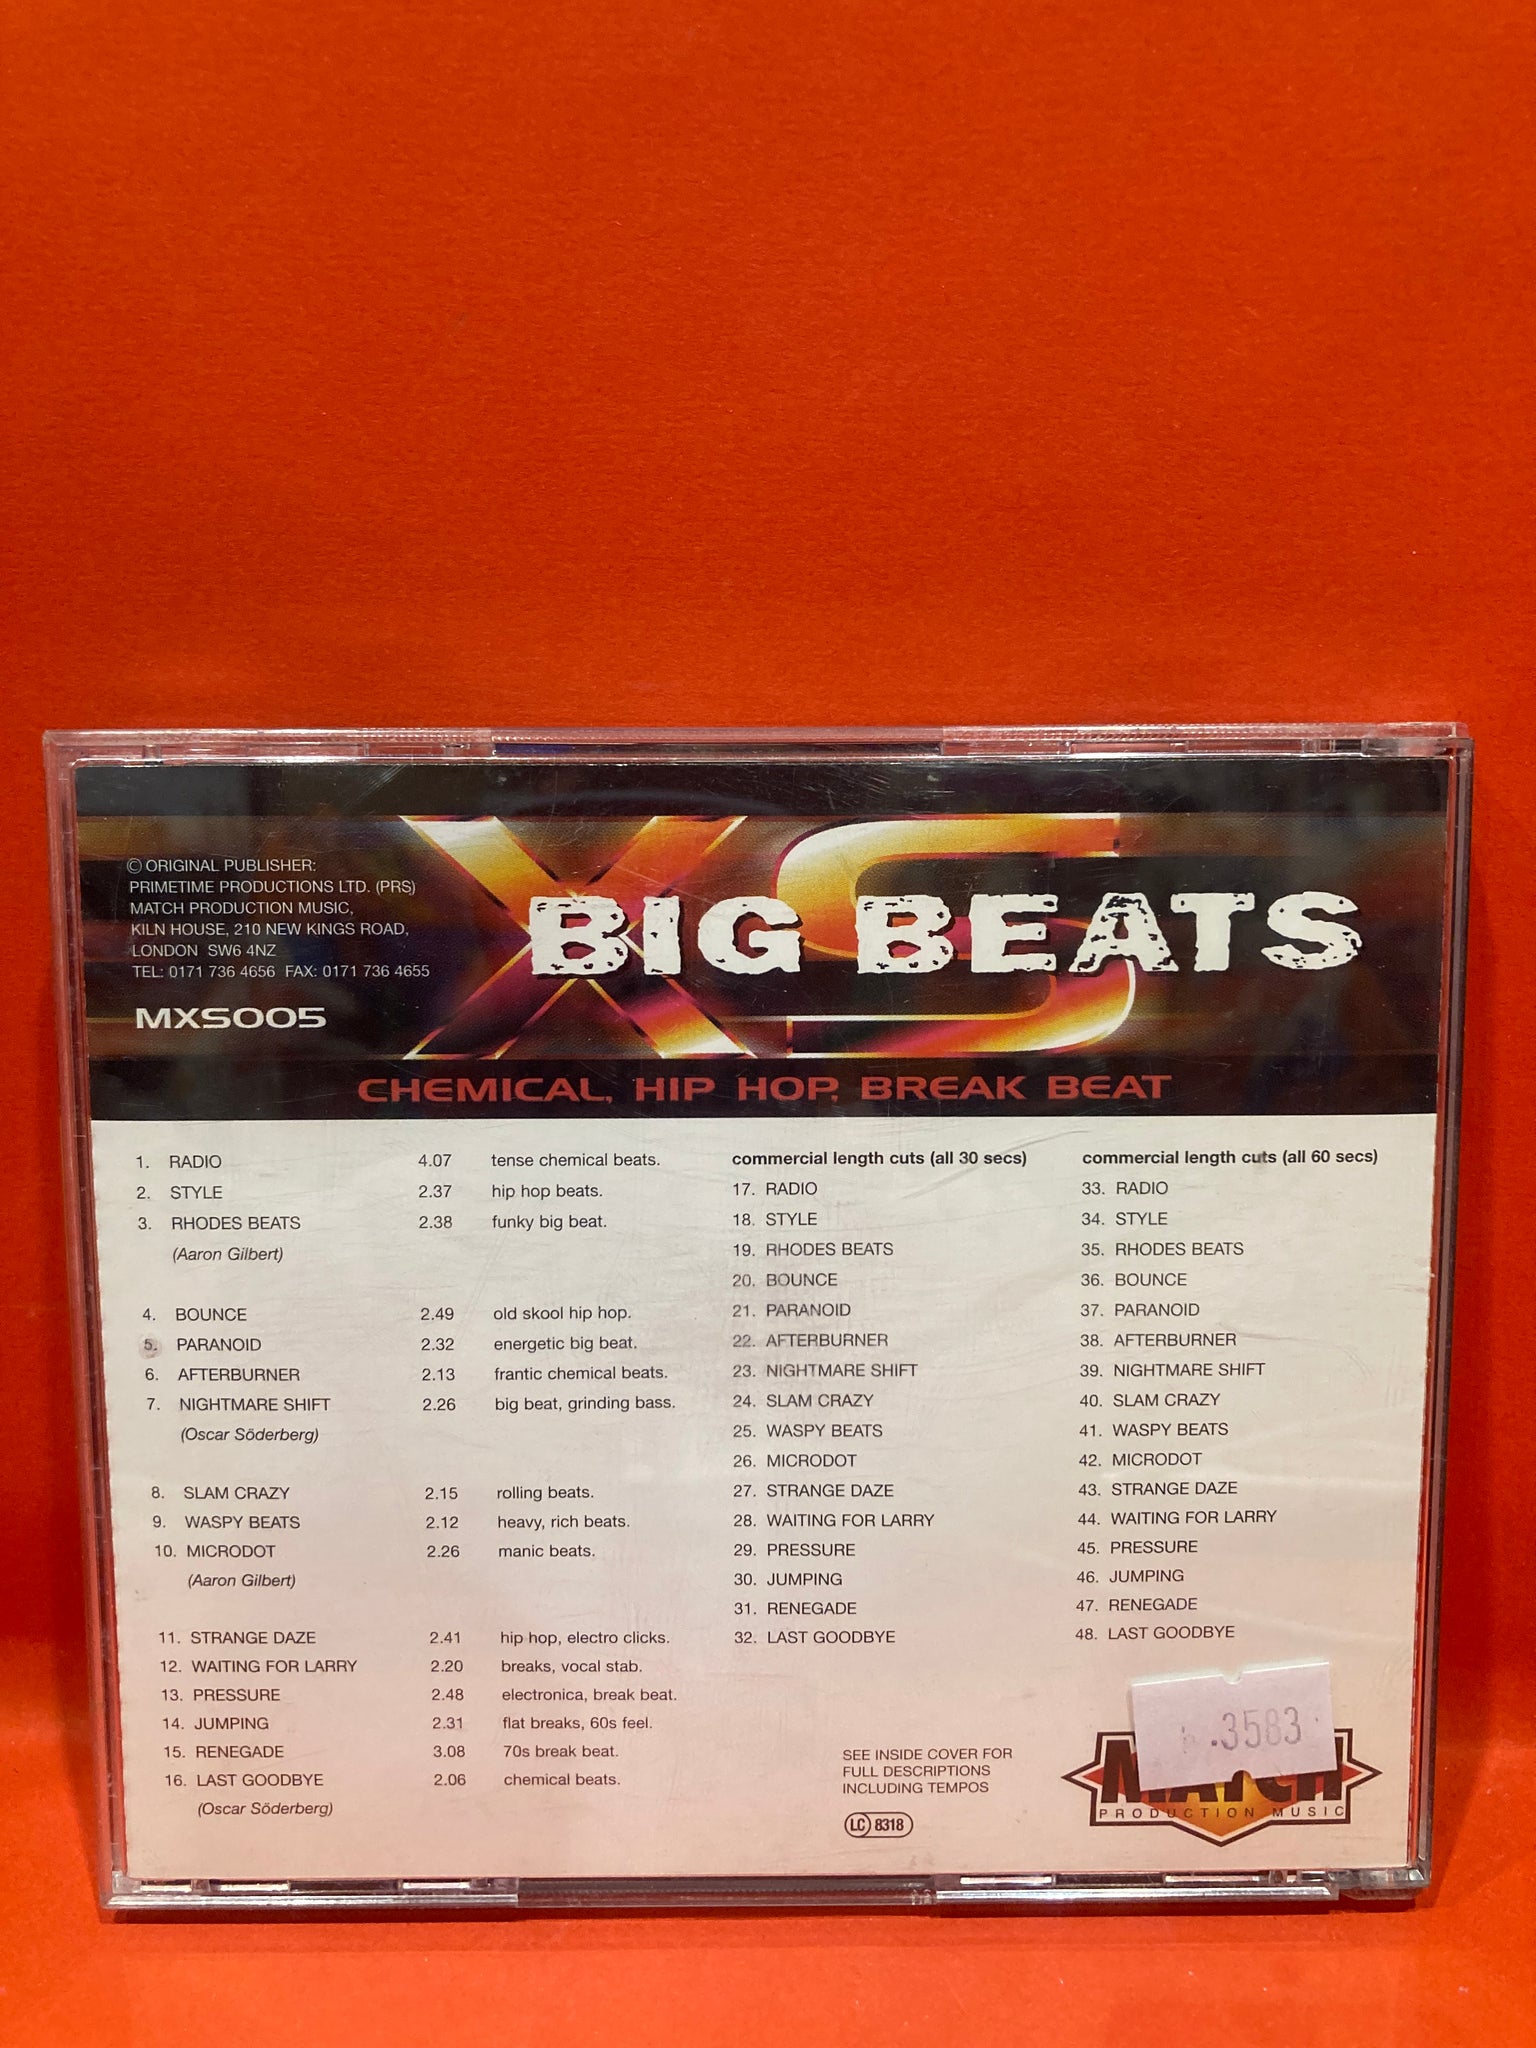 © ORIGINAL PUBLISHER:
PRIMETIME PRODUCTIONS LTD. (PRS)
MATCH PRODUCTION MUSIC,
KILN HOUSE, 210 NEW KINGS ROAD,
LONDON SW6 4NZ
TEL: 0171 736 4656 FAX: 0171 736 4655
MXS005
XS
BIG BEATS
CHEMICAL, HIP HOP, BREAK BEAT
1. RADIO 4.07 tense chemical beats.
2. STYLE 2.37 hip hop beats.
3. RHODES BEATS 2.38 funky big beat.
(Aaron Gilbert)
4. BOUNCE 2.49 old skool hip hop.
5. PARANOID 2.32 energetic big beat.
6. AFTERBURNER 2.13 frantic chemical beats.
7. NIGHTMARE SHIFT 2.26 big beat, grinding bass.
(Oscar Söderberg)
8. SLAM CRAZY 2.15 rolling beats.
9. WASPY BEATS 2.12 heavy, rich beats.
10. MICRODOT 2.26 manic beats.
(Aaron Gilbert)
11. STRANGE DAZE 2.41 hip hop, electro clicks.
12. WAITING FOR LARRY 2.20 breaks, vocal stab.
13. PRESSURE 2.48 electronica, break beat.
14. JUMPING 2.31 flat breaks, 60s feel.
15. RENEGADE 3.08 70s break beat.
16. LAST GOODBYE 2.06 chemical beats.
(Oscar Söderberg)
commercial length cuts (all 30 secs)
17. RADIO
18. STYLE
19. RHODES BEATS
20. BOUNCE
21. PARANOID
22. AFTERBURNER
23. NIGHTMARE SHIFT
24. SLAM CRAZY
25. WASPY BEATS
26. MICRODOT
27. STRANGE DAZE
28. WAITING FOR LARRY
29. PRESSURE
30. JUMPING
31. RENEGADE
32. LAST GOODBYE
commercial length cuts (all 60 secs)
33. RADIO
34. STYLE
35. RHODES BEATS
36. BOUNCE
37. PARANOID
38. AFTERBURNER
39. NIGHTMARE SHIFT
40. SLAM CRAZY
41. WASPY BEATS
42. MICRODOT
43. STRANGE DAZE
44. WAITING FOR LARRY
45. PRESSURE
46. JUMPING
47. RENEGADE
48. LAST GOODBYE
SEE INSIDE COVER FOR
FULL DESCRIPTIONS
INCLUDING TEMPOS
LC 8318
.3583
MATCH
PRODUCTION MUSIC